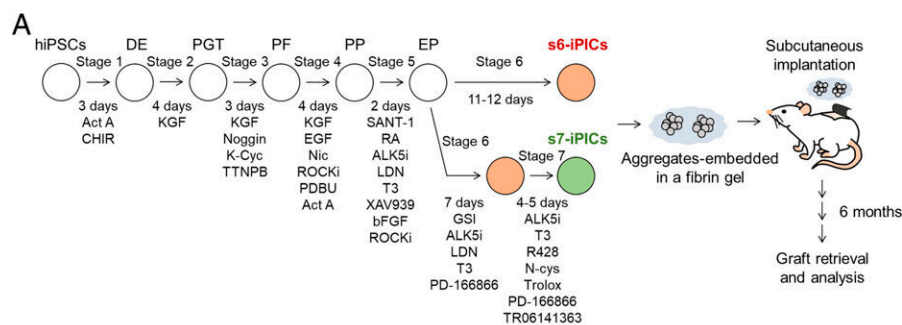 A
hiPSCs
DE
PGT
PF
PP
EP
s6-iPICs
Stage 1
Stage 2
Stage 3
Stage 4
Stage 5
Stage 6
3 days
Act A
CHIR
4 days
KGF
3 days
KGF
Noggin
K-Cyc
TTNPB
4 days
KGF
EGF
Nic
ROCKi
PDBU
Act A
2 days
SANT-1
RA
ALK5i
LDN
T3
XAV939
bFGF
ROCKi
11-12 days
Stage 6
s7-iPICs
Stage 7
7 days
GSI
ALK5i
LDN
T3
PD-166866
4-5 days
ALK5i
T3
R428
N-cys
Trolox
PD-166866
TR06141363
Aggregates-embedded
in a fibrin gel
Subcutaneous
implantation
6 months
Graft retrieval
and analysis